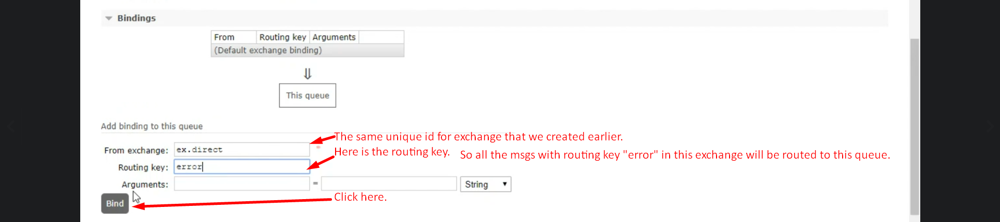 Bindings
From Routing key Arguments
(Default exchange binding)
⇓
This queue
Add binding to this queue
The same unique id for exchange that we created earlier.
From exchange: ex.direct *
Here is the routing key. So all the msgs with routing key "error" in this exchange will be routed to this queue.
Routing key: error
Arguments: = String
Click here.
Bind